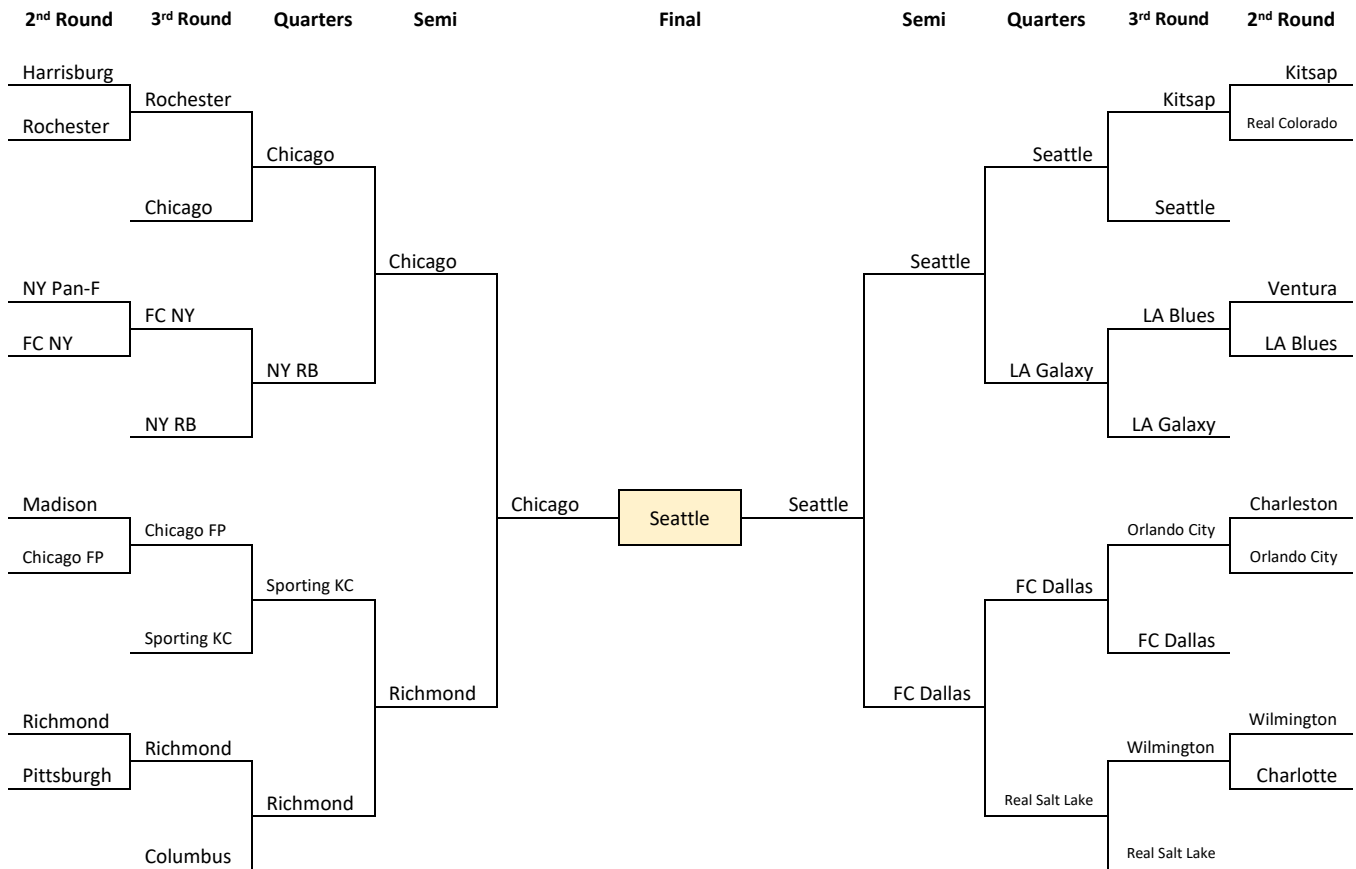 2nd Round 3rd Round Quarters Semi Final Semi Quarters 3rd Round 2nd Round
Harrisburg Kitsap
Rochester Kitsap
Rochester Real Colorado
Chicago Seattle
Chicago Seattle
Chicago Seattle
NY Pan-F Ventura
FC NY LA Blues
FC NY LA Blues
NY RB LA Galaxy
NY RB LA Galaxy
Madison Chicago Seattle Seattle Charleston
Chicago FP Orlando City
Chicago FP Orlando City
Sporting KC FC Dallas
Sporting KC FC Dallas
Richmond FC Dallas
Richmond Wilmington
Richmond Wilmington
Pittsburgh Charlotte
Richmond Real Salt Lake
Columbus Real Salt Lake